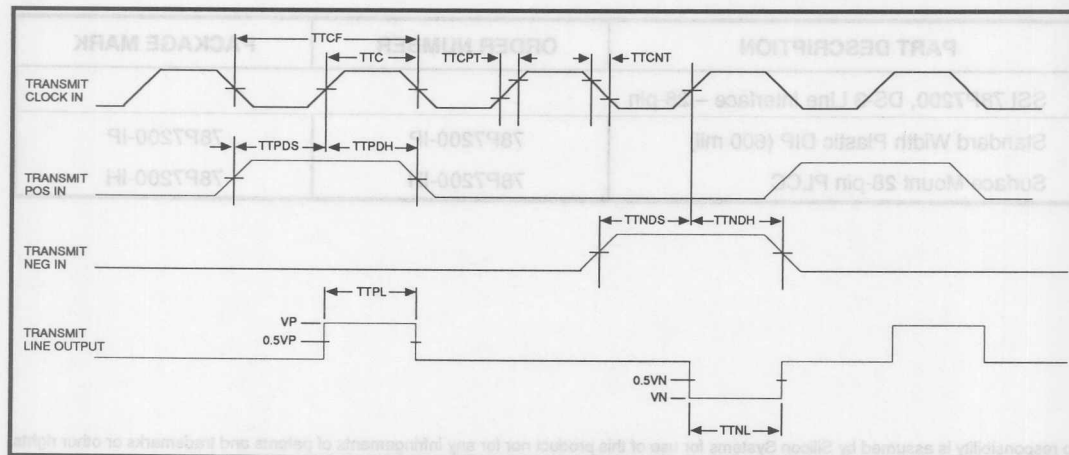 TTCF
TTC
TTCPT
TTCNT
TRANSMIT
CLOCK IN
TTPDS
TTPDH
TRANSMIT
POS IN
TTNDS
TTNDH
TRANSMIT
NEG IN
TTPL
VP
0.5VP
TRANSMIT
LINE OUTPUT
0.5VN
VN
TTNL